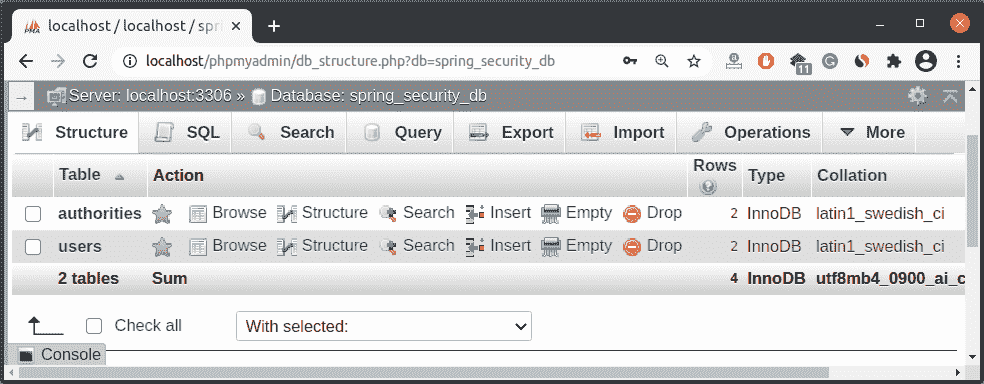 localhost / localhost / spr
localhost/phpmyadmin/db_structure.php?db=spring_security_db
11
Server: localhost:3306 » Database: spring_security_db
Structure SQL Search Query Export Import Operations More
Table Action Rows Type Collation
authorities Browse Structure Search Insert Empty Drop 2 InnoDB latin1_swedish_ci
users Browse Structure Search Insert Empty Drop 2 InnoDB latin1_swedish_ci
2 tables Sum 4 InnoDB utf8mb4_0900_ai_c
Check all With selected:
Console